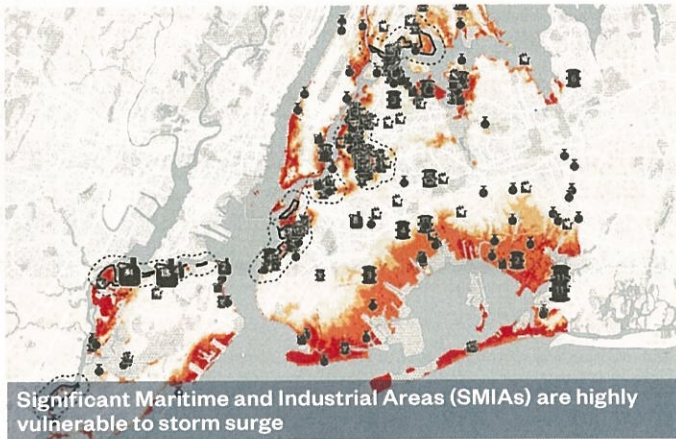 Significant Maritime and Industrial Areas (SMIAs) are highly
vulnerable to storm surge